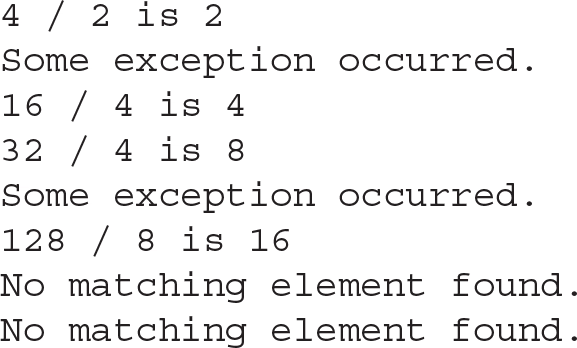 4 / 2 is 2
Some exception occurred.
16 / 4 is 4
32 / 4 is 8
Some exception occurred.
128 / 8 is 16
No matching element found.
No matching element found.